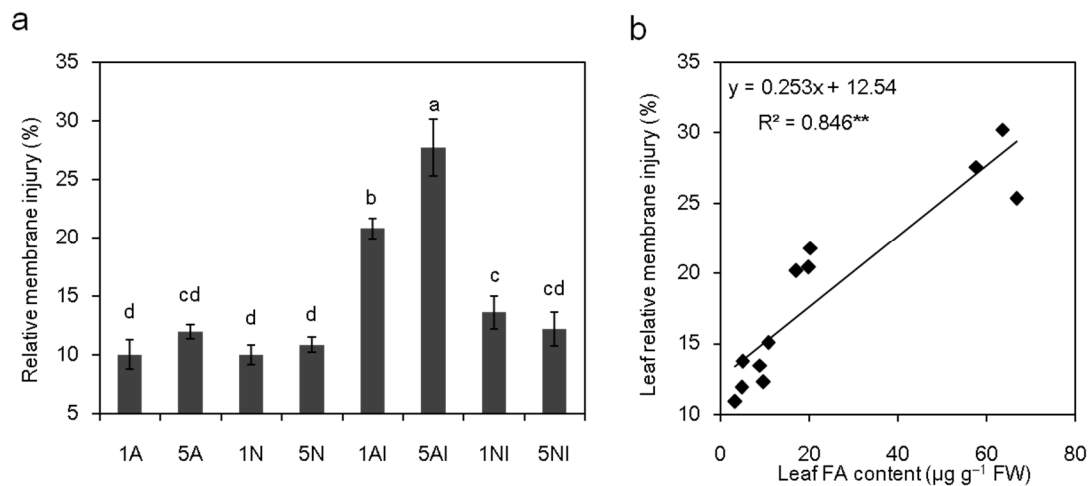 a
Relative membrane injury (%)
35
30
25
20
15
10
5
d
cd
d
d
b
a
c
cd
1A 5A 1N 5N 1AI 5AI 1NI 5NI
b
Leaf relative membrane injury (%)
35
30
25
20
15
10
y = 0.253x + 12.54
R² = 0.846**
0 20 40 60 80
Leaf FA content (µg g⁻¹ FW)